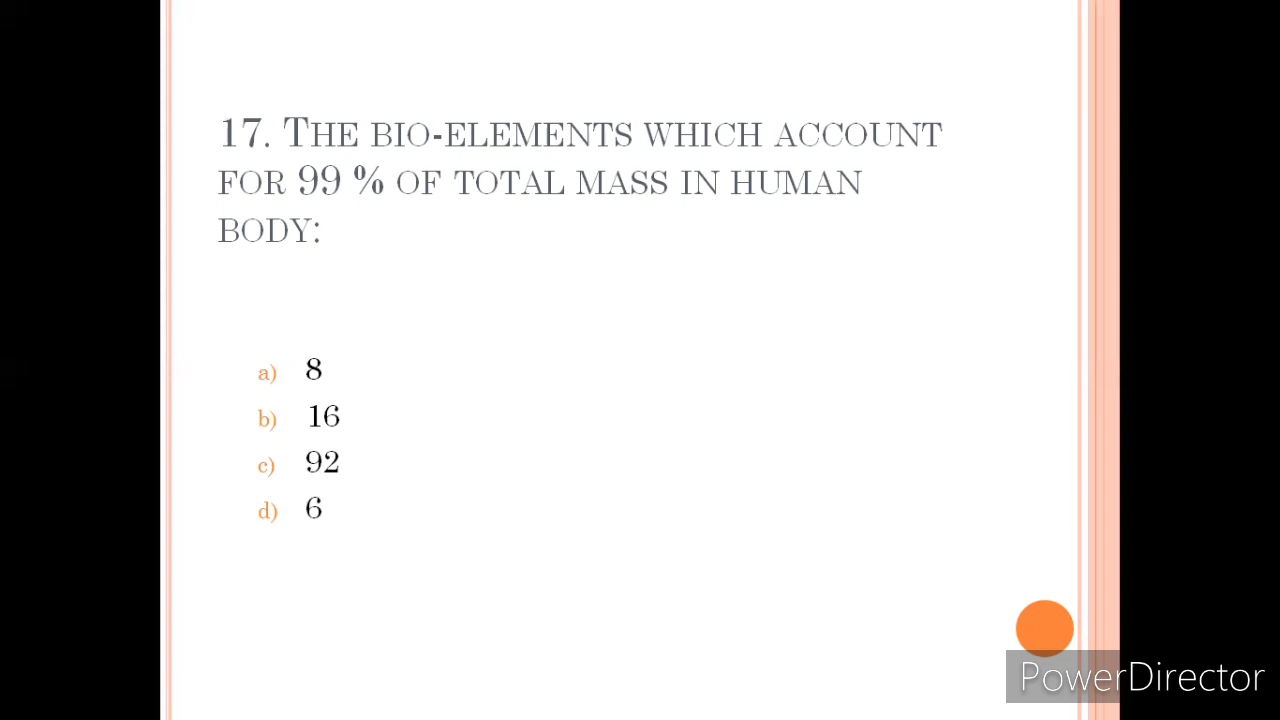 17. The bio-elements which account
for 99 % of total mass in human
body:
a) 8
b) 16
c) 92
d) 6
PowerDirector